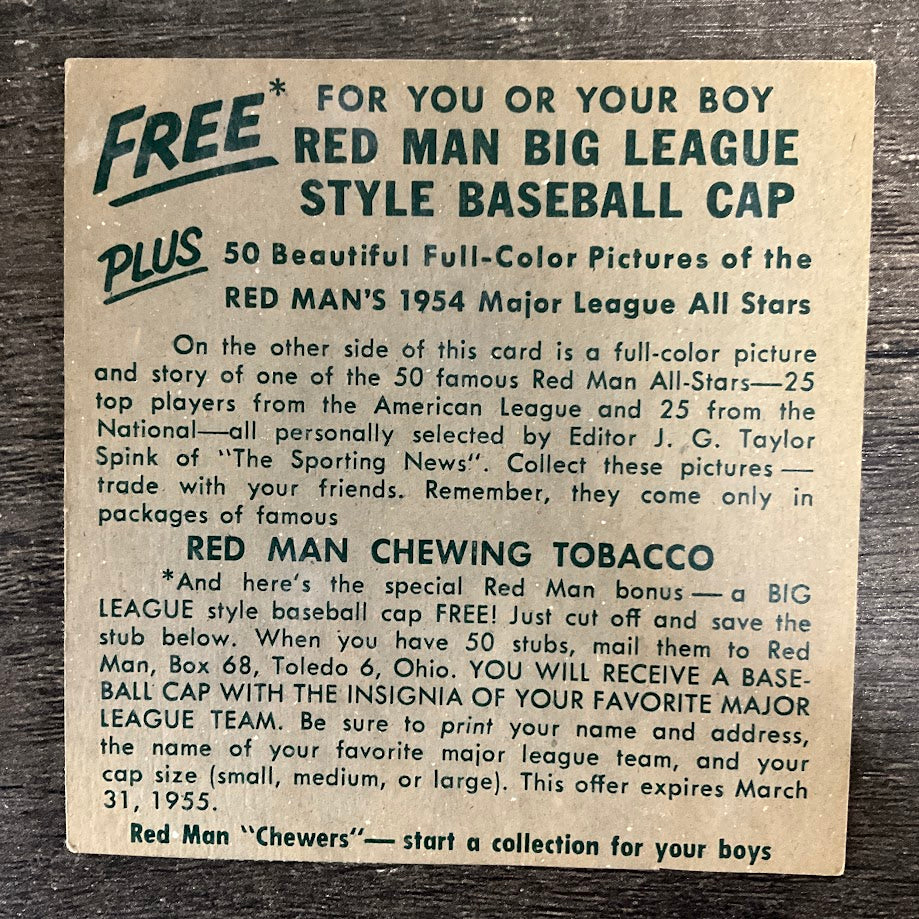 FREE* FOR YOU OR YOUR BOY
RED MAN BIG LEAGUE
STYLE BASEBALL CAP
PLUS 50 Beautiful Full-Color Pictures of the
RED MAN'S 1954 Major League All Stars
On the other side of this card is a full-color picture
and story of one of the 50 famous Red Man All-Stars—25
top players from the American League and 25 from the
National—all personally selected by Editor J. G. Taylor
Spink of "The Sporting News". Collect these pictures—
trade with your friends. Remember, they come only in
packages of famous
RED MAN CHEWING TOBACCO
*And here's the special Red Man bonus—a BIG
LEAGUE style baseball cap FREE! Just cut off and save the
stub below. When you have 50 stubs, mail them to Red
Man, Box 68, Toledo 6, Ohio. YOU WILL RECEIVE A BASE-
BALL CAP WITH THE INSIGNIA OF YOUR FAVORITE MAJOR
LEAGUE TEAM. Be sure to print your name and address,
the name of your favorite major league team, and your
cap size (small, medium, or large). This offer expires March
31, 1955.
Red Man "Chewers"—start a collection for your boys